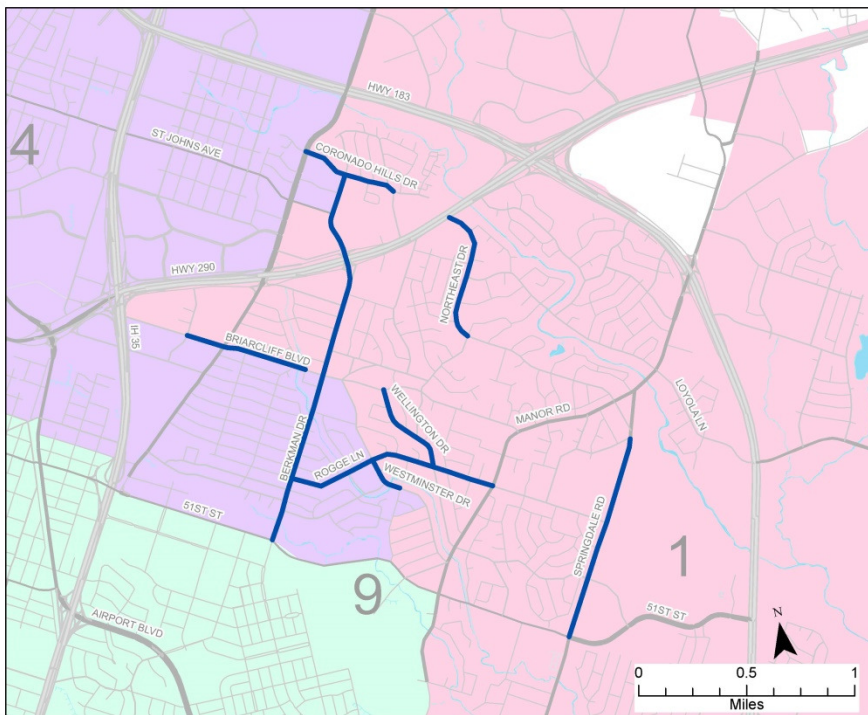 HWY 183
ST JOHNS AVE
4
CORONADO HILLS DR
HWY 290
NORTHEAST DR
IH 35
BRIARCLIFF BLVD
LOYOLA LN
WELLINGTON DR
MANOR RD
BERKMAN DR
ROGGE LN
WESTMINSTER DR
51ST ST
SPRINGDALE RD
1
9
51ST ST
AIRPORT BLVD
N
0 0.5 1
Miles